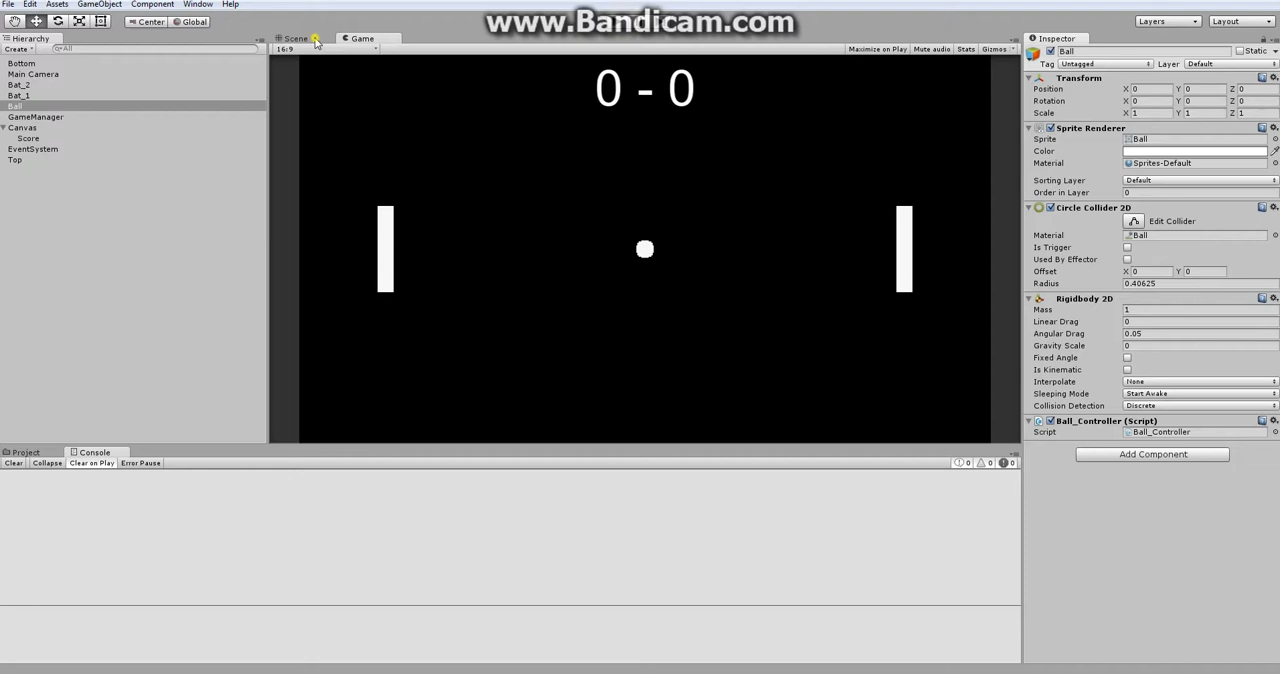 File Edit Assets GameObject Component Window Help
www.Bandicam.com
Center Global
Layers Layout
Hierarchy
Create All
Bottom
Main Camera
Bat_2
Bat_1
Ball
GameManager
Canvas
Score
EventSystem
Top
Scene Game
16:9 Maximize on Play Mute audio Stats Gizmos
0 - 0
Inspector
Ball Static
Tag Untagged Layer Default
Transform
Position X 0 Y 0 Z 0
Rotation X 0 Y 0 Z 0
Scale X 1 Y 1 Z 1
Sprite Renderer
Sprite Ball
Color
Material Sprites-Default
Sorting Layer Default
Order in Layer 0
Circle Collider 2D
Edit Collider
Material Ball
Is Trigger
Used By Effector
Offset X 0 Y 0
Radius 0.40625
Rigidbody 2D
Mass 1
Linear Drag 0
Angular Drag 0.05
Gravity Scale 0
Fixed Angle
Is Kinematic
Interpolate None
Sleeping Mode Start Awake
Collision Detection Discrete
Ball_Controller (Script)
Script Ball_Controller
Add Component
Project Console
Clear Collapse Clear on Play Error Pause 0 0 0